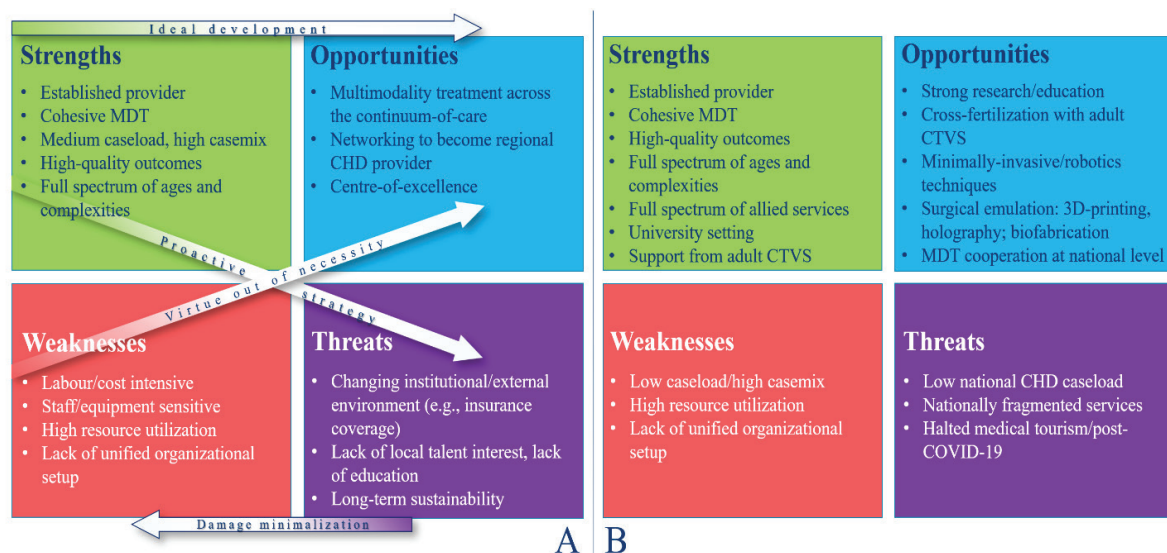 Ideal development
Strengths
• Established provider
• Cohesive MDT
• Medium caseload, high casemix
• High-quality outcomes
• Full spectrum of ages and
complexities
Opportunities
• Multimodality treatment across
the continuum-of-care
• Networking to become regional
CHD provider
• Centre-of-excellence
Proactive
strategy
Virtue out of necessity
Weaknesses
• Labour/cost intensive
• Staff/equipment sensitive
• High resource utilization
• Lack of unified organizational
setup
Threats
• Changing institutional/external
environment (e.g., insurance
coverage)
• Lack of local talent interest, lack
of education
• Long-term sustainability
Damage minimalization
A
Strengths
• Established provider
• Cohesive MDT
• High-quality outcomes
• Full spectrum of ages and
complexities
• Full spectrum of allied services
• University setting
• Support from adult CTVS
Opportunities
• Strong research/education
• Cross-fertilization with adult
CTVS
• Minimally-invasive/robotics
techniques
• Surgical emulation: 3D-printing,
holography; biofabrication
• MDT cooperation at national level
Weaknesses
• Low caseload/high casemix
• High resource utilization
• Lack of unified organizational
setup
Threats
• Low national CHD caseload
• Nationally fragmented services
• Halted medical tourism/post-
COVID-19
B